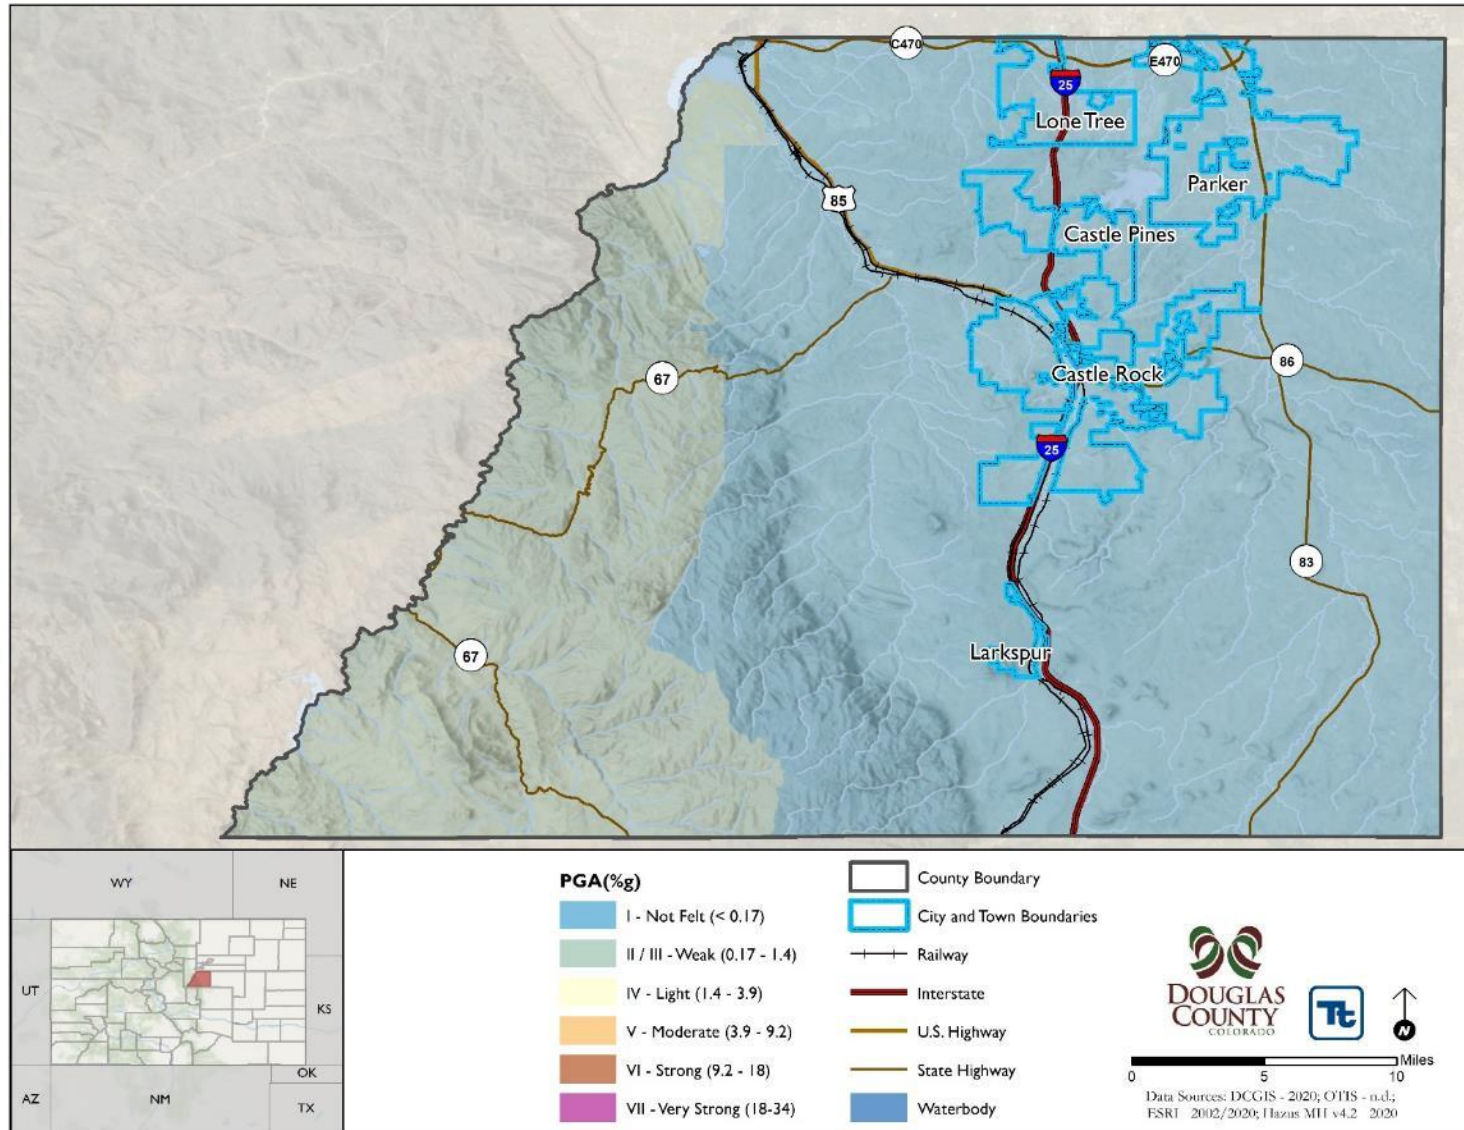 C470
E470
25
Lone Tree
Parker
85
Castle Pines
67
86
Castle Rock
25
83
67
Larkspur
WY
NE
UT
KS
OK
AZ
NM
TX
PGA(%g)
I - Not Felt (< 0.17)
II / III - Weak (0.17 - 1.4)
IV - Light (1.4 - 3.9)
V - Moderate (3.9 - 9.2)
VI - Strong (9.2 - 18)
VII - Very Strong (18-34)
County Boundary
City and Town Boundaries
Railway
Interstate
U.S. Highway
State Highway
Waterbody
DOUGLAS
COUNTY
COLORADO
Tt
N
Miles
0 5 10
Data Sources: DCGIS - 2020; OTIS - n.d.;
ESRI - 2002/2020; Hazus MH v4.2 - 2020